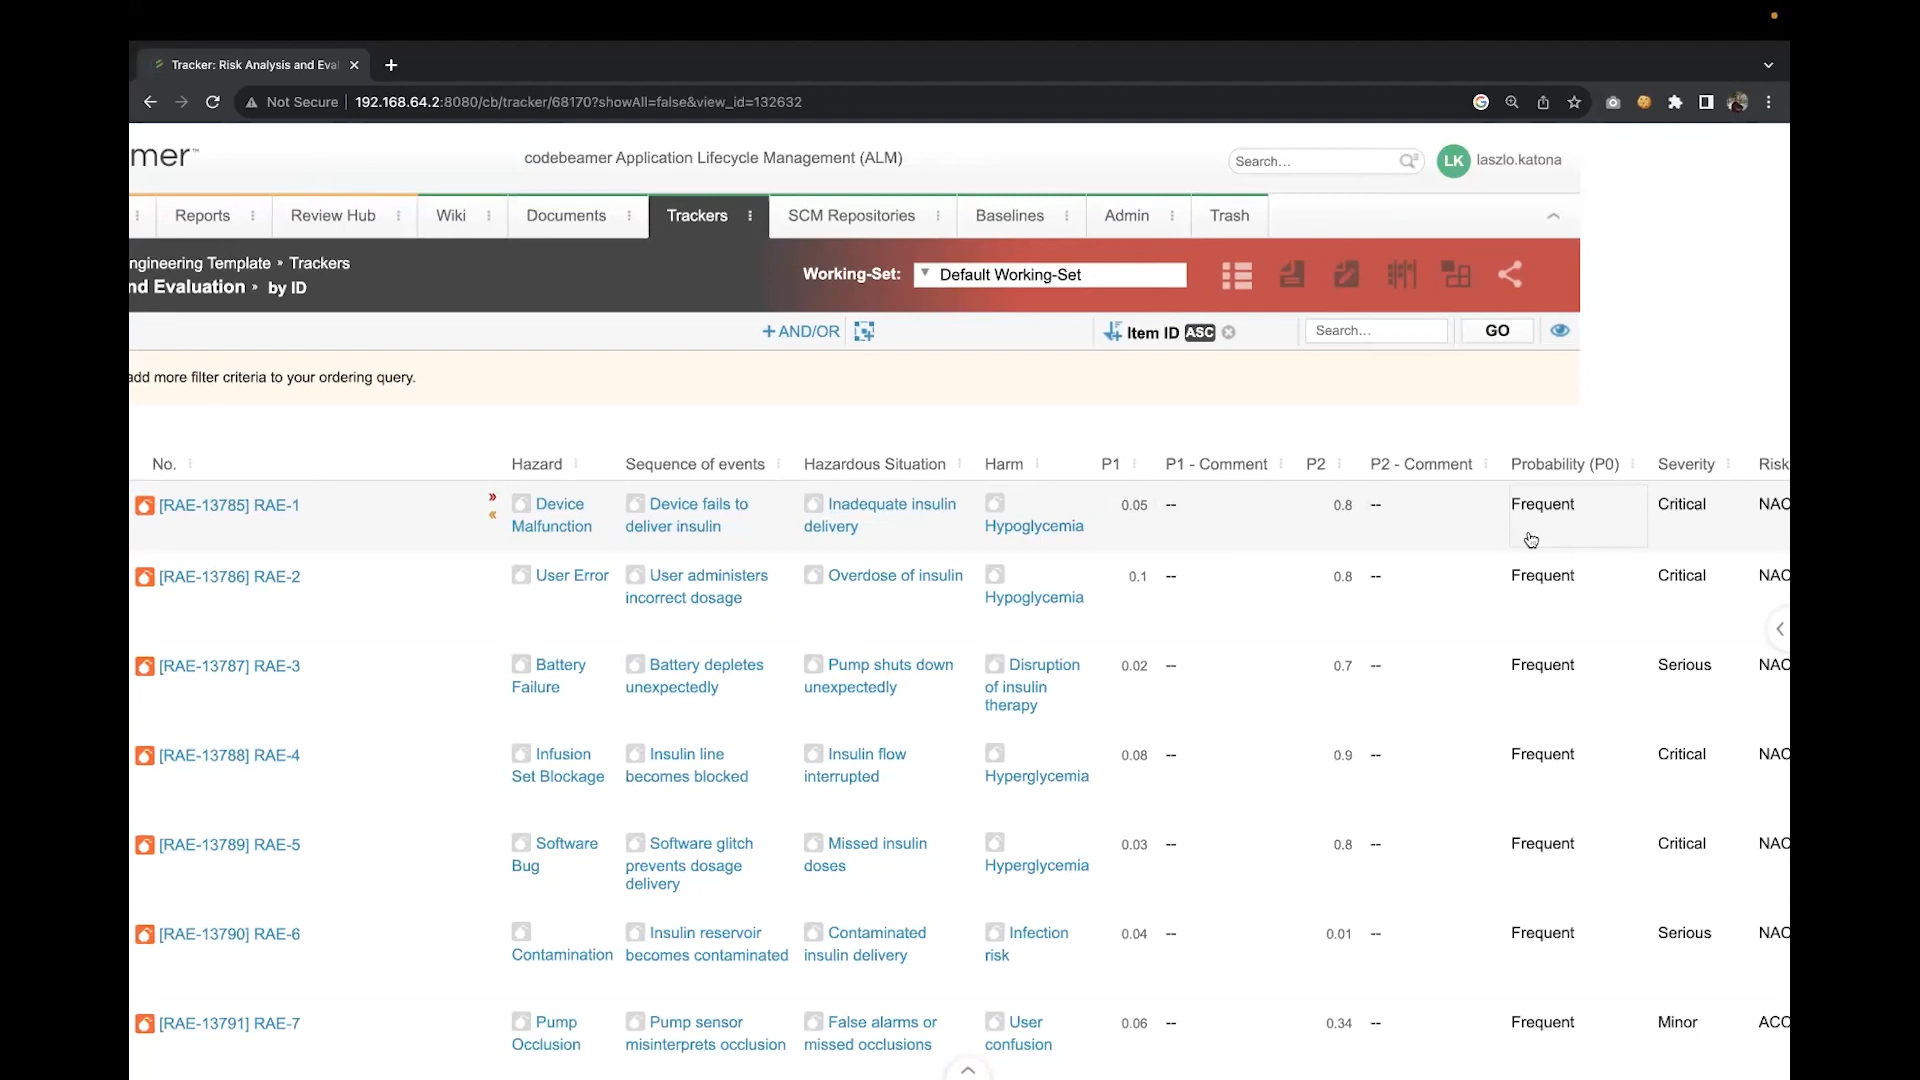 Tracker: Risk Analysis and Eval
Not Secure 192.168.64.2:8080/cb/tracker/68170?showAll=false&view_id=132632
mer™
codebeamer Application Lifecycle Management (ALM)
Search...
LK laszlo.katona
Reports Review Hub Wiki Documents Trackers SCM Repositories Baselines Admin Trash
ngineering Template » Trackers
nd Evaluation » by ID
Working-Set: Default Working-Set
+AND/OR
Item ID ASC
Search...
GO
add more filter criteria to your ordering query.
No. Hazard Sequence of events Hazardous Situation Harm P1 P1 - Comment P2 P2 - Comment Probability (P0) Severity Risk
[RAE-13785] RAE-1 » Device Device fails to Inadequate insulin 0.05 -- 0.8 -- Frequent Critical NAC
« Malfunction deliver insulin delivery Hypoglycemia
[RAE-13786] RAE-2 User Error User administers Overdose of insulin 0.1 -- 0.8 -- Frequent Critical NAC
incorrect dosage Hypoglycemia
[RAE-13787] RAE-3 Battery Battery depletes Pump shuts down Disruption 0.02 -- 0.7 -- Frequent Serious NAC
Failure unexpectedly unexpectedly of insulin
therapy
[RAE-13788] RAE-4 Infusion Insulin line Insulin flow 0.08 -- 0.9 -- Frequent Critical NAC
Set Blockage becomes blocked interrupted Hyperglycemia
[RAE-13789] RAE-5 Software Software glitch Missed insulin 0.03 -- 0.8 -- Frequent Critical NAC
Bug prevents dosage doses Hyperglycemia
delivery
[RAE-13790] RAE-6 Insulin reservoir Contaminated Infection 0.04 -- 0.01 -- Frequent Serious NAC
Contamination becomes contaminated insulin delivery risk
[RAE-13791] RAE-7 Pump Pump sensor False alarms or User 0.06 -- 0.34 -- Frequent Minor ACC
Occlusion misinterprets occlusion missed occlusions confusion